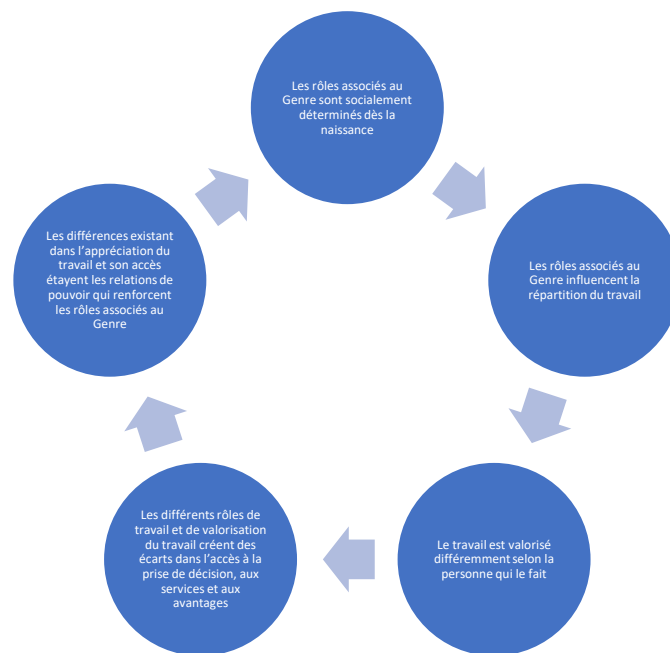 Les rôles associés au
Genre sont socialement
déterminés dès la
naissance
Les rôles associés au
Genre influencent la
répartition du travail
Le travail est valorisé
différemment selon la
personne qui le fait
Les différents rôles de
travail et de valorisation
du travail créent des
écarts dans l’accès à la
prise de décision, aux
services et aux
avantages
Les différences existant
dans l’appréciation du
travail et son accès
étayent les relations de
pouvoir qui renforcent
les rôles associés au
Genre